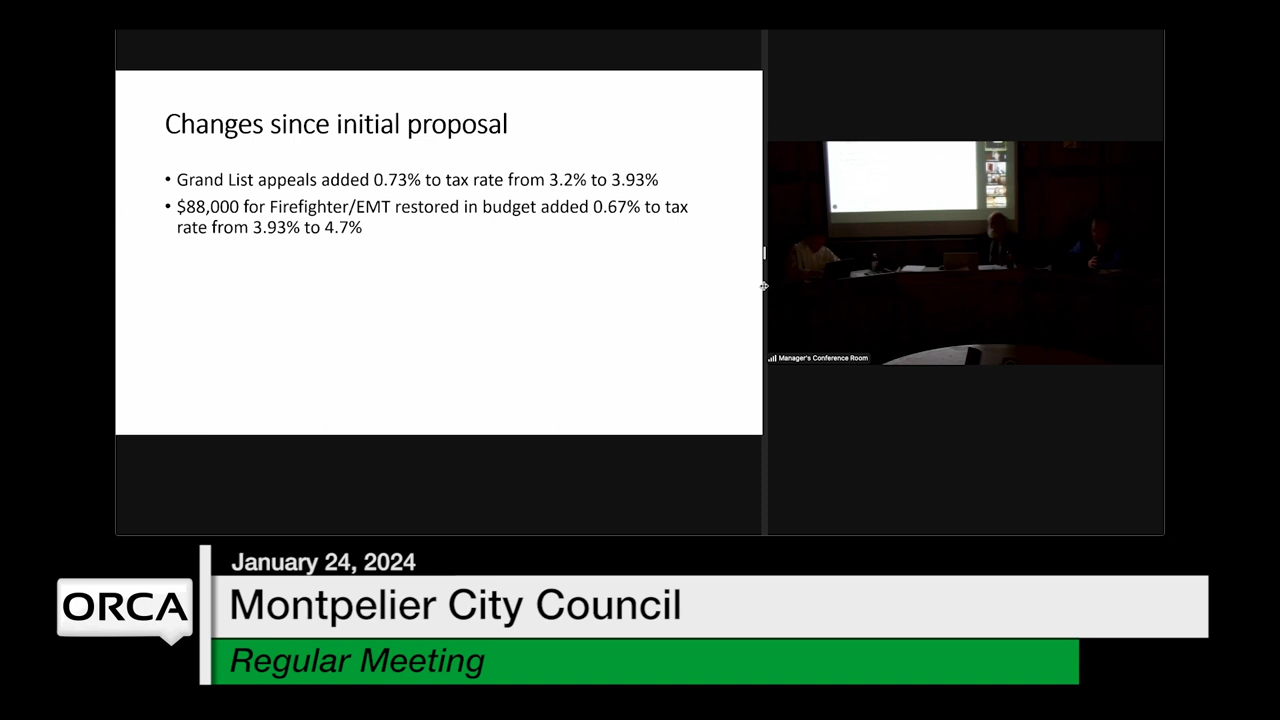 Changes since initial proposal
• Grand List appeals added 0.73% to tax rate from 3.2% to 3.93%
• $88,000 for Firefighter/EMT restored in budget added 0.67% to tax
rate from 3.93% to 4.7%
Manager's Conference Room
January 24, 2024
ORCA
Montpelier City Council
Regular Meeting